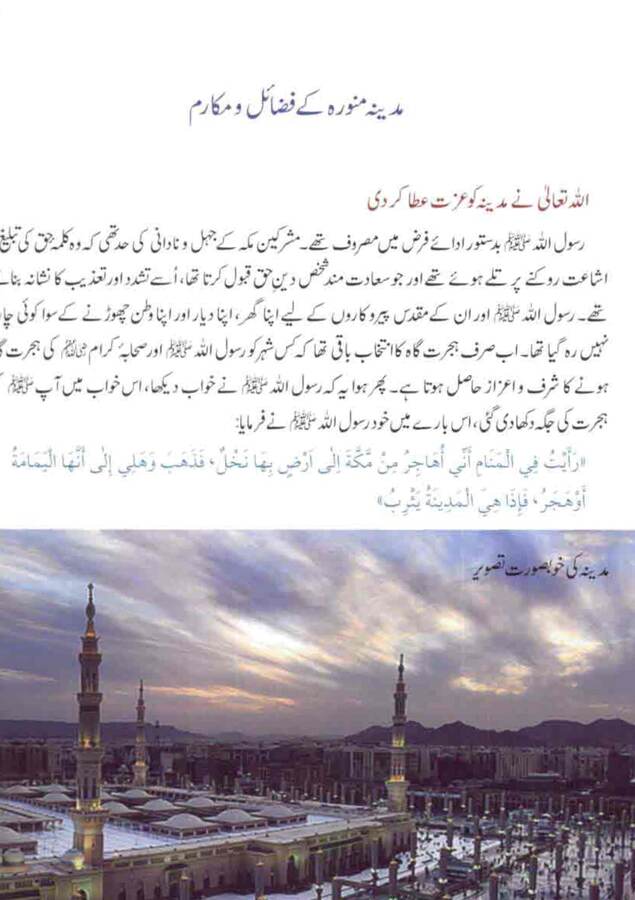 مدینہ منورہ کے فضائل و مکارم
اللہ تعالیٰ نے مدینہ کو عزت عطا کر دی
رسول اللہ ﷺ بدستور ادائے فرض میں مصروف تھے۔ مشرکین مکہ کے جہل و نادانی کی حد تھی کہ وہ کلمۂ حق کی تبلیغ
اشاعت روکنے پر تلے ہوئے تھے اور جو سعادت مند شخص دینِ حق قبول کرتا تھا، اُسے تشدد اور تعذیب کا نشانہ بناتے
تھے۔ رسول اللہ ﷺ اور ان کے مقدس پیروکاروں کے لیے اپنا گھر، اپنا دیار اور اپنا وطن چھوڑنے کے سوا کوئی
نہیں رہ گیا تھا۔ اب صرف ہجرت گاہ کا انتخاب باقی تھا کہ کس شہر کو رسول اللہ ﷺ اور صحابۂ کرام کی ہجرت
ہونے کا شرف و اعزاز حاصل ہوتا ہے۔ پھر ہوا یہ کہ رسول اللہ ﷺ نے خواب دیکھا، اس خواب میں آپ ﷺ
ہجرت کی جگہ دکھا دی گئی، اس بارے میں خود رسول اللہ ﷺ نے فرمایا:
«رَأَيْتُ فِي الْمَنَامِ أَنِّي أُهَاجِرُ مِنْ مَكَّةَ إِلَى أَرْضٍ بِهَا نَخْلٌ، فَذَهَبَ وَهَلِي إِلَى أَنَّهَا الْيَمَامَةُ
أَوْ هَجَرُ، فَإِذَا هِيَ الْمَدِينَةُ يَثْرِبُ»
مدینہ کی خوبصورت تصویر